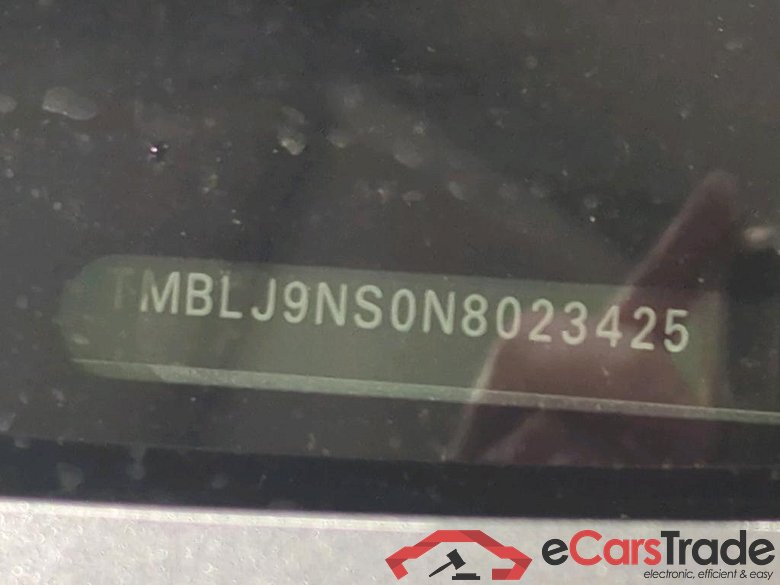 TMBLJ9NS0N8023425
eCarsTrade
electronic, efficient & easy